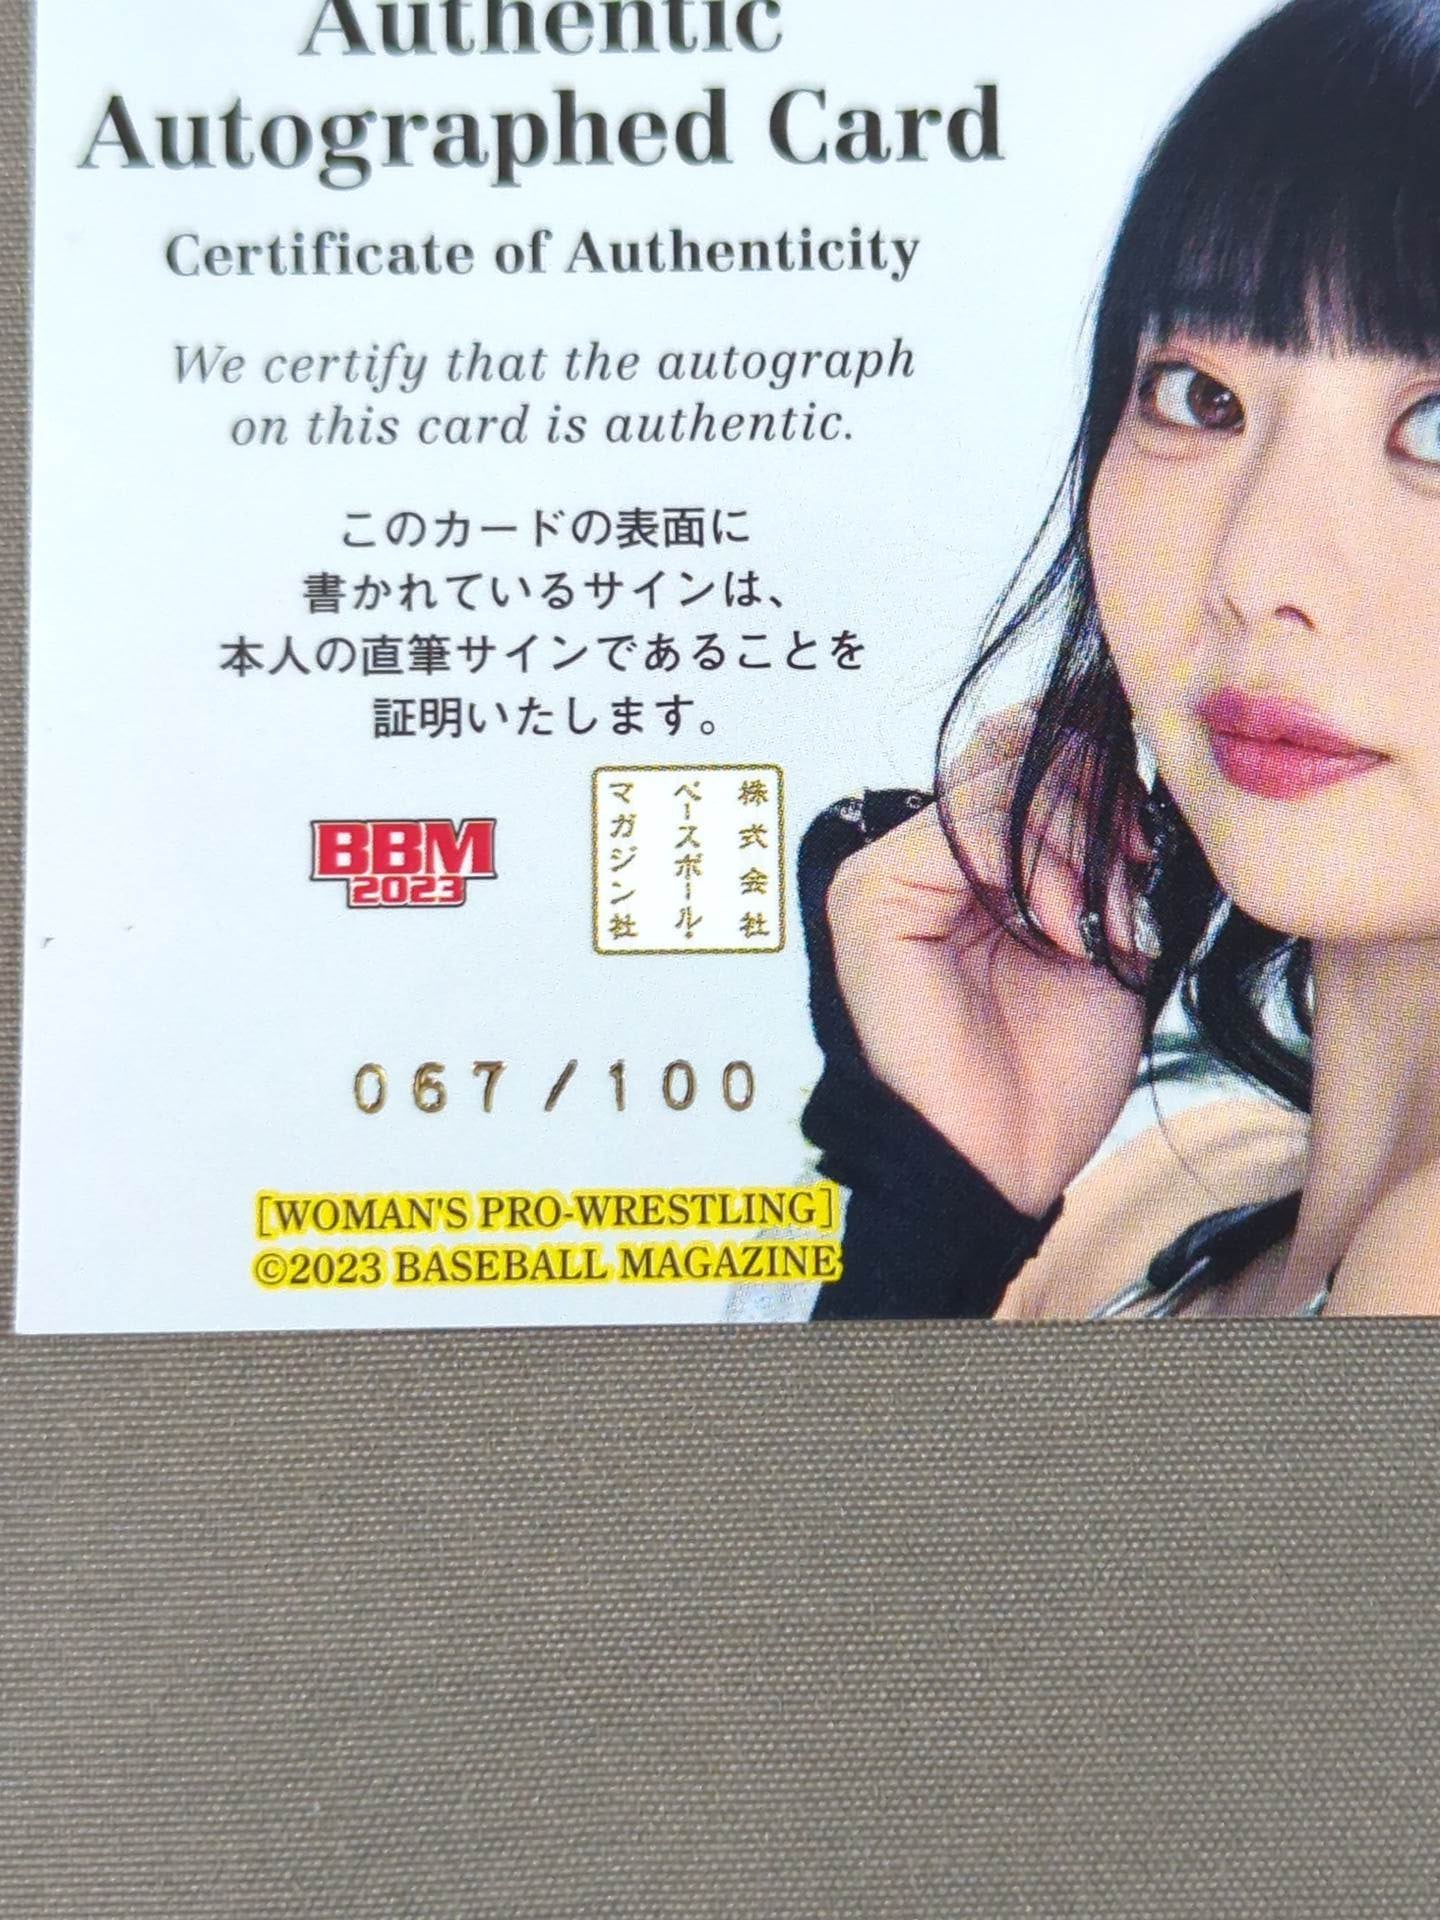 Authentic
Autographed Card
Certificate of Authenticity
We certify that the autograph
on this card is authentic.
このカードの表面に
書かれているサインは、
本人の直筆サインであることを
証明いたします。
BBM
2023
株式会社
ベースボール・
マガジン社
067/100
[WOMAN'S PRO-WRESTLING]
©2023 BASEBALL MAGAZINE